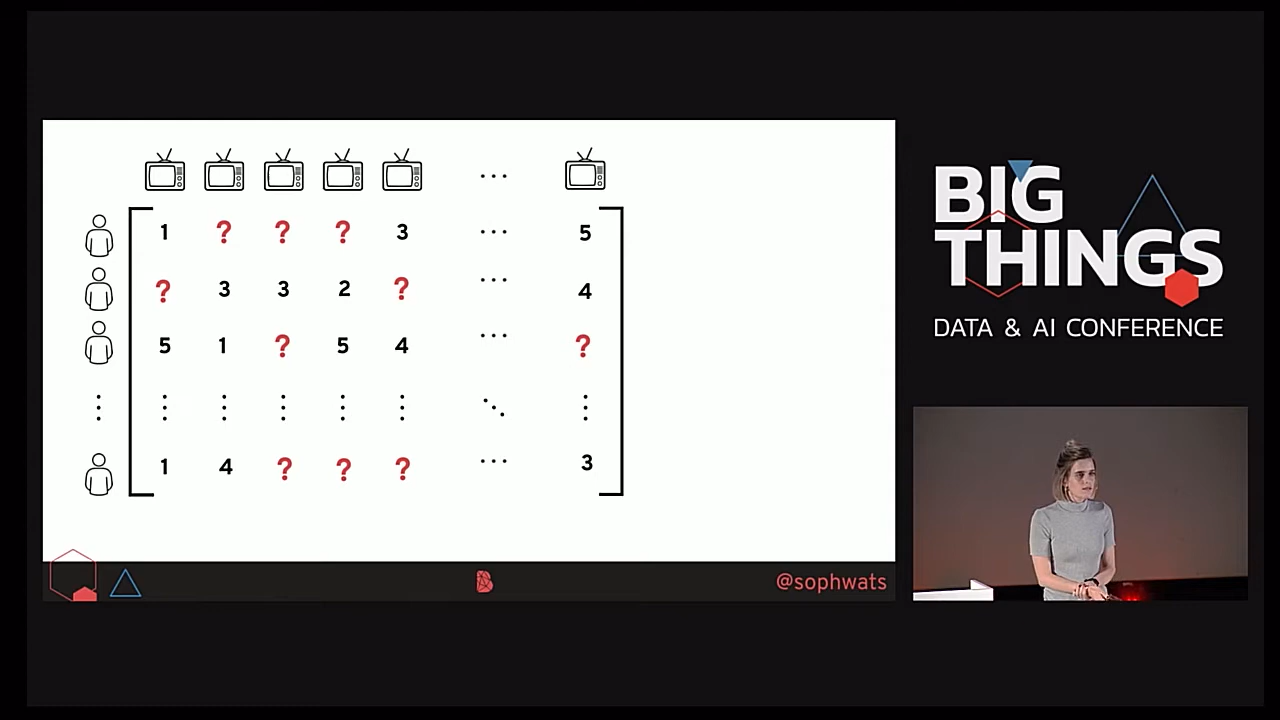 1 ? ? ? 3 ... 5
? 3 3 2 ? ... 4
5 1 ? 5 4 ... ?
1 4 ? ? ? ... 3
@sophwats
BIG
THINGS
DATA & AI CONFERENCE